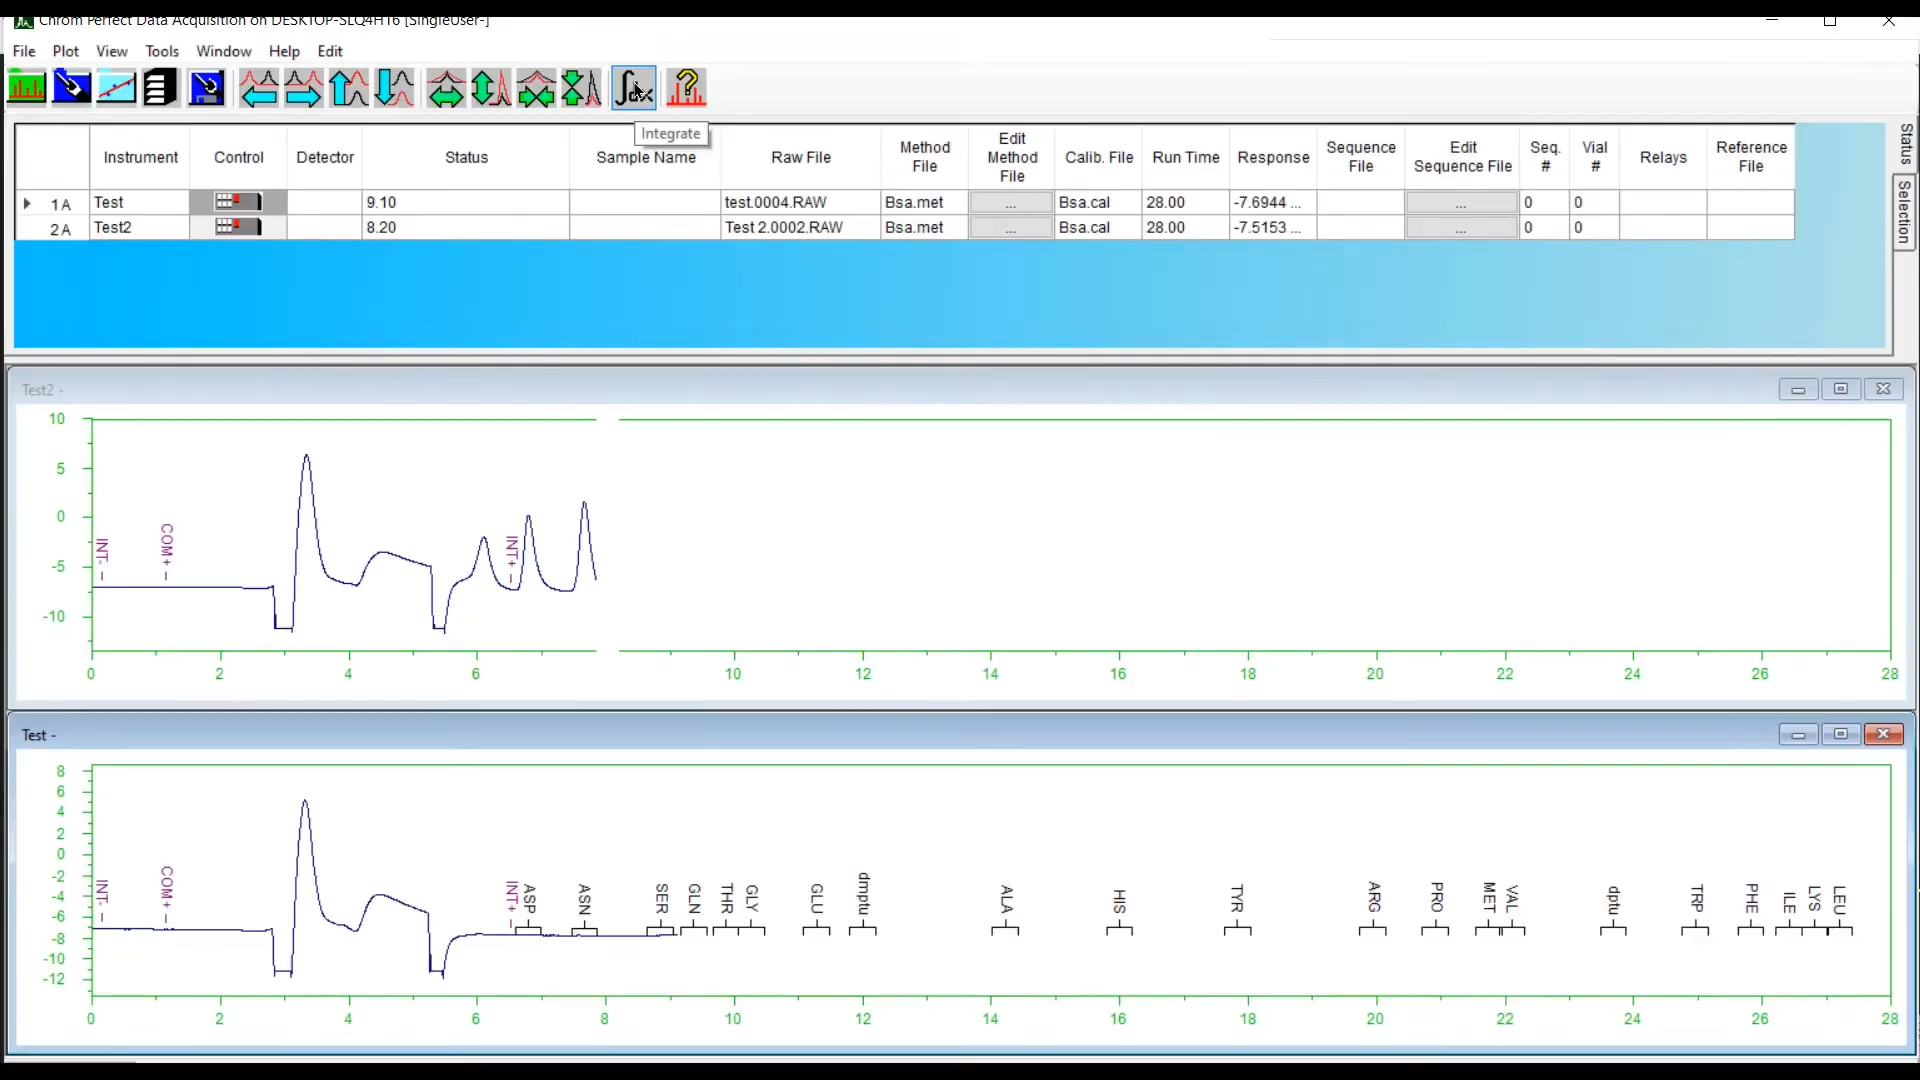 Chrom Perfect Data Acquisition on DESKTOP-SLQ4H16 [SingleUser-]
File Plot View Tools Window Help Edit
Integrate
Instrument Control Detector Status Sample Name Raw File Method File Edit Method File Calib. File Run Time Response Sequence File Edit Sequence File Seq. # Vial # Relays Reference File
1 A Test 9.10 test.0004.RAW Bsa.met ... Bsa.cal 28.00 -7.6944 ... ... 0 0
2 A Test2 8.20 Test 2.0002.RAW Bsa.met ... Bsa.cal 28.00 -7.5153 ... ... 0 0
Status
Selection
Test2 -
10
5
0
-5
-10
INT- COM+ INT+
0 2 4 6 10 12 14 16 18 20 22 24 26 28
Test -
8
6
4
2
0
-2
-4
-6
-8
-10
-12
INT- COM+ INT+ ASP ASN SER GLN THR GLY GLU dmptu ALA HIS TYR ARG PRO MET VAL dptu TRP PHE ILE LYS LEU
0 2 4 6 8 10 12 14 16 18 20 22 24 26 28